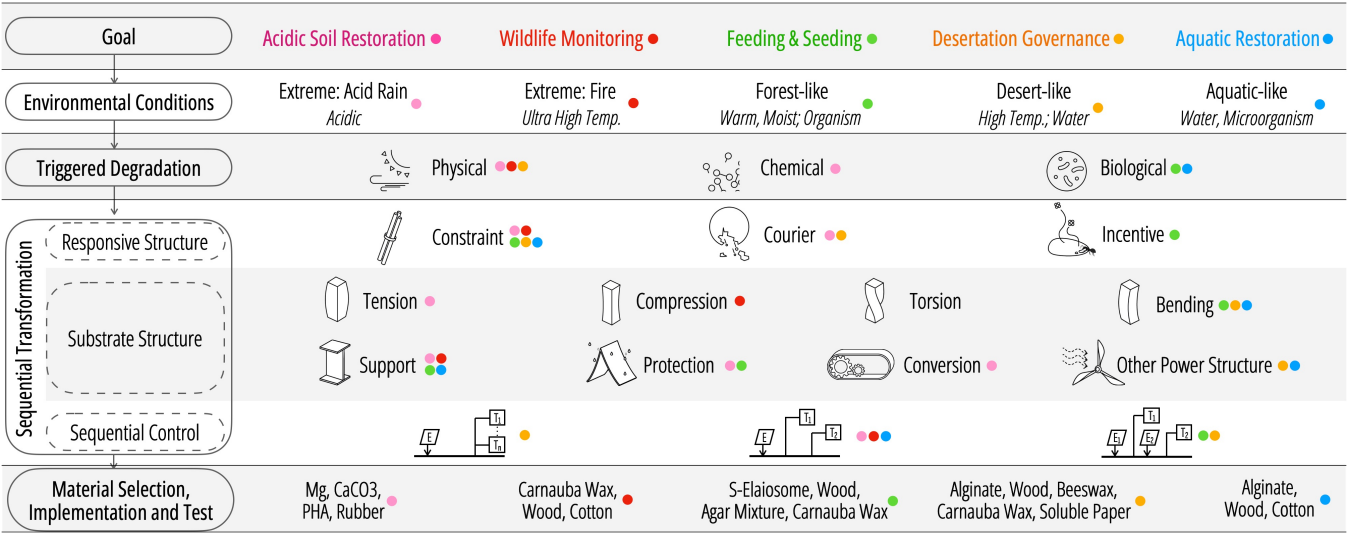 Goal
Acidic Soil Restoration
Wildlife Monitoring
Feeding & Seeding
Desertation Governance
Aquatic Restoration
Environmental Conditions
Extreme: Acid Rain
Acidic
Extreme: Fire
Ultra High Temp.
Forest-like
Warm, Moist; Organism
Desert-like
High Temp.; Water
Aquatic-like
Water, Microorganism
Triggered Degradation
Physical
Chemical
Biological
Sequential Transformation
Responsive Structure
Constraint
Courier
Incentive
Substrate Structure
Tension
Compression
Torsion
Bending
Support
Protection
Conversion
Other Power Structure
Sequential Control
E
T1
Tn
E
T1
T2
E1
T1
E2
T2
Material Selection,
Implementation and Test
Mg, CaCO3,
PHA, Rubber
Carnauba Wax,
Wood, Cotton
S-Elaiosome, Wood,
Agar Mixture, Carnauba Wax
Alginate, Wood, Beeswax,
Carnauba Wax, Soluble Paper
Alginate,
Wood, Cotton